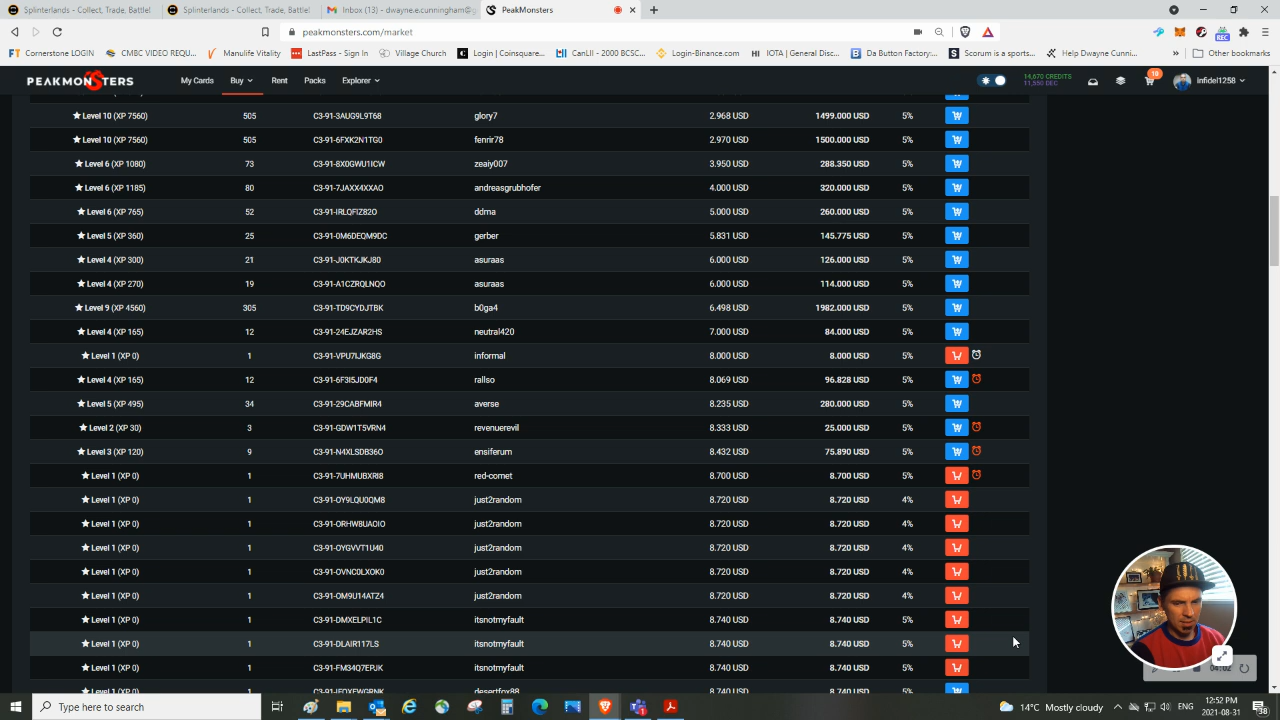 Splinterlands - Collect, Trade, Battle! Splinterlands - Collect, Trade, Battle! Inbox (13) - dwayne.e.cunningham@g PeakMonsters
peakmonsters.com/market
Cornerstone LOGIN CMBC VIDEO REQU... Manulife Vitality LastPass - Sign In Village Church Login | Coinbase CanLII - 2000 BCSC... Login-Binance.com IOTA | General Disc... Da Button Factory:... Scorum is a sports... Help Dwayne Cunni... » Other bookmarks
PEAKMONSTERS My Cards Buy Rent Packs Explorer 14,670 CREDITS 11,550 DEC 18 Infidel1258
Level 10 (XP 7560) 505 C3-91-3AUG9L9T68 glory7 2.968 USD 1499.000 USD 5%
Level 10 (XP 7560) 505 C3-91-6FXK2N1TG0 fenrir78 2.970 USD 1500.000 USD 5%
Level 6 (XP 1080) 73 C3-91-8X0GWU1ICW zeaiy007 3.950 USD 288.350 USD 5%
Level 6 (XP 1185) 80 C3-91-7JAXX4XXAO andreasgrubhofer 4.000 USD 320.000 USD 5%
Level 6 (XP 765) 52 C3-91-IRLQFIZ82O ddma 5.000 USD 260.000 USD 5%
Level 5 (XP 360) 25 C3-91-0M6DEQM9DC gerber 5.831 USD 145.775 USD 5%
Level 4 (XP 300) 21 C3-91-J0KTKJKJ80 asuraas 6.000 USD 126.000 USD 5%
Level 4 (XP 270) 19 C3-91-A1CZRQLNQO asuraas 6.000 USD 114.000 USD 5%
Level 9 (XP 4560) 305 C3-91-TD9CYDJTBK b0ga4 6.498 USD 1982.000 USD 5%
Level 4 (XP 165) 12 C3-91-24EJZAR2HS neutral420 7.000 USD 84.000 USD 5%
Level 1 (XP 0) 1 C3-91-VPU7IJKG8G informal 8.000 USD 8.000 USD 5%
Level 4 (XP 165) 12 C3-91-6F3I5JD0F4 rallso 8.069 USD 96.828 USD 5%
Level 5 (XP 495) 34 C3-91-29CABFMIR4 averse 8.235 USD 280.000 USD 5%
Level 2 (XP 30) 3 C3-91-GDW1T5VRN4 revenuerevil 8.333 USD 25.000 USD 5%
Level 3 (XP 120) 9 C3-91-N4XLSDB36O ensiferum 8.432 USD 75.890 USD 5%
Level 1 (XP 0) 1 C3-91-7UHMUBXRI8 red-comet 8.700 USD 8.700 USD 5%
Level 1 (XP 0) 1 C3-91-OY9LQU0QM8 just2random 8.720 USD 8.720 USD 4%
Level 1 (XP 0) 1 C3-91-ORHW8UAOIO just2random 8.720 USD 8.720 USD 4%
Level 1 (XP 0) 1 C3-91-OYGVVT1U40 just2random 8.720 USD 8.720 USD 4%
Level 1 (XP 0) 1 C3-91-OVNC0LXOK0 just2random 8.720 USD 8.720 USD 4%
Level 1 (XP 0) 1 C3-91-OM9U14ATZ4 just2random 8.720 USD 8.720 USD 4%
Level 1 (XP 0) 1 C3-91-DMXELPIL1C itsnotmyfault 8.740 USD 8.740 USD 5%
Level 1 (XP 0) 1 C3-91-DLAIR117LS itsnotmyfault 8.740 USD 8.740 USD 5%
Level 1 (XP 0) 1 C3-91-FM34Q7EPJK itsnotmyfault 8.740 USD 8.740 USD 5%
Level 1 (XP 0) 1 desertfox88 8.740 USD 8.740 USD 5%
04:02
Type here to search 14°C Mostly cloudy 12:52 PM
2021-08-31 38